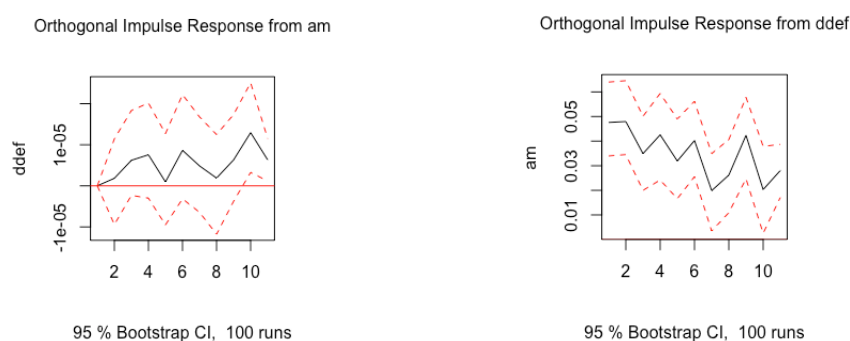 Orthogonal Impulse Response from am
ddef
1e-05
-1e-05
2 4 6 8 10
95 % Bootstrap CI, 100 runs
Orthogonal Impulse Response from ddef
am
0.05
0.03
0.01
2 4 6 8 10
95 % Bootstrap CI, 100 runs